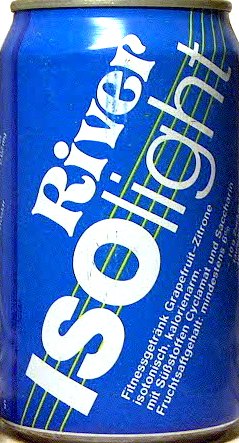 River
ISOlight
Fitnessgetränk Grapefruit-Zitrone
isotonisch, kalorienarm,
mit Süßstoffen Cyclamat und Saccharin
Fruchtsaftgehalt: mindestens